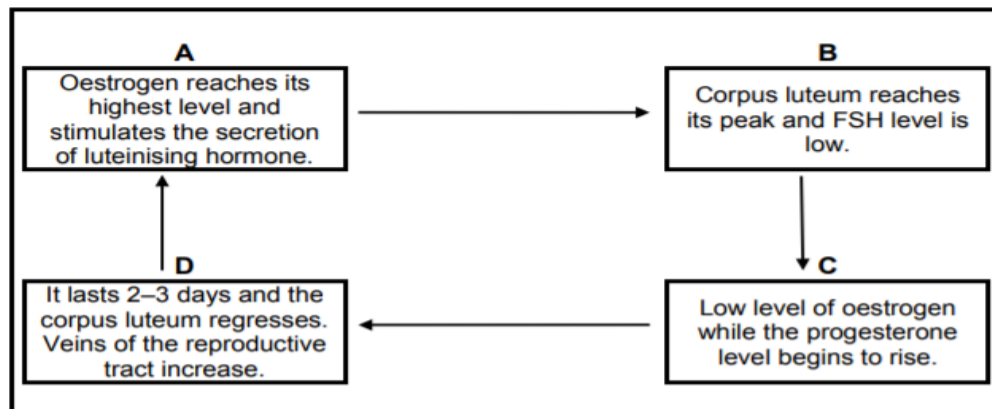 A
Oestrogen reaches its
highest level and
stimulates the secretion
of luteinising hormone.
B
Corpus luteum reaches
its peak and FSH level is
low.
D
It lasts 2–3 days and the
corpus luteum regresses.
Veins of the reproductive
tract increase.
C
Low level of oestrogen
while the progesterone
level begins to rise.